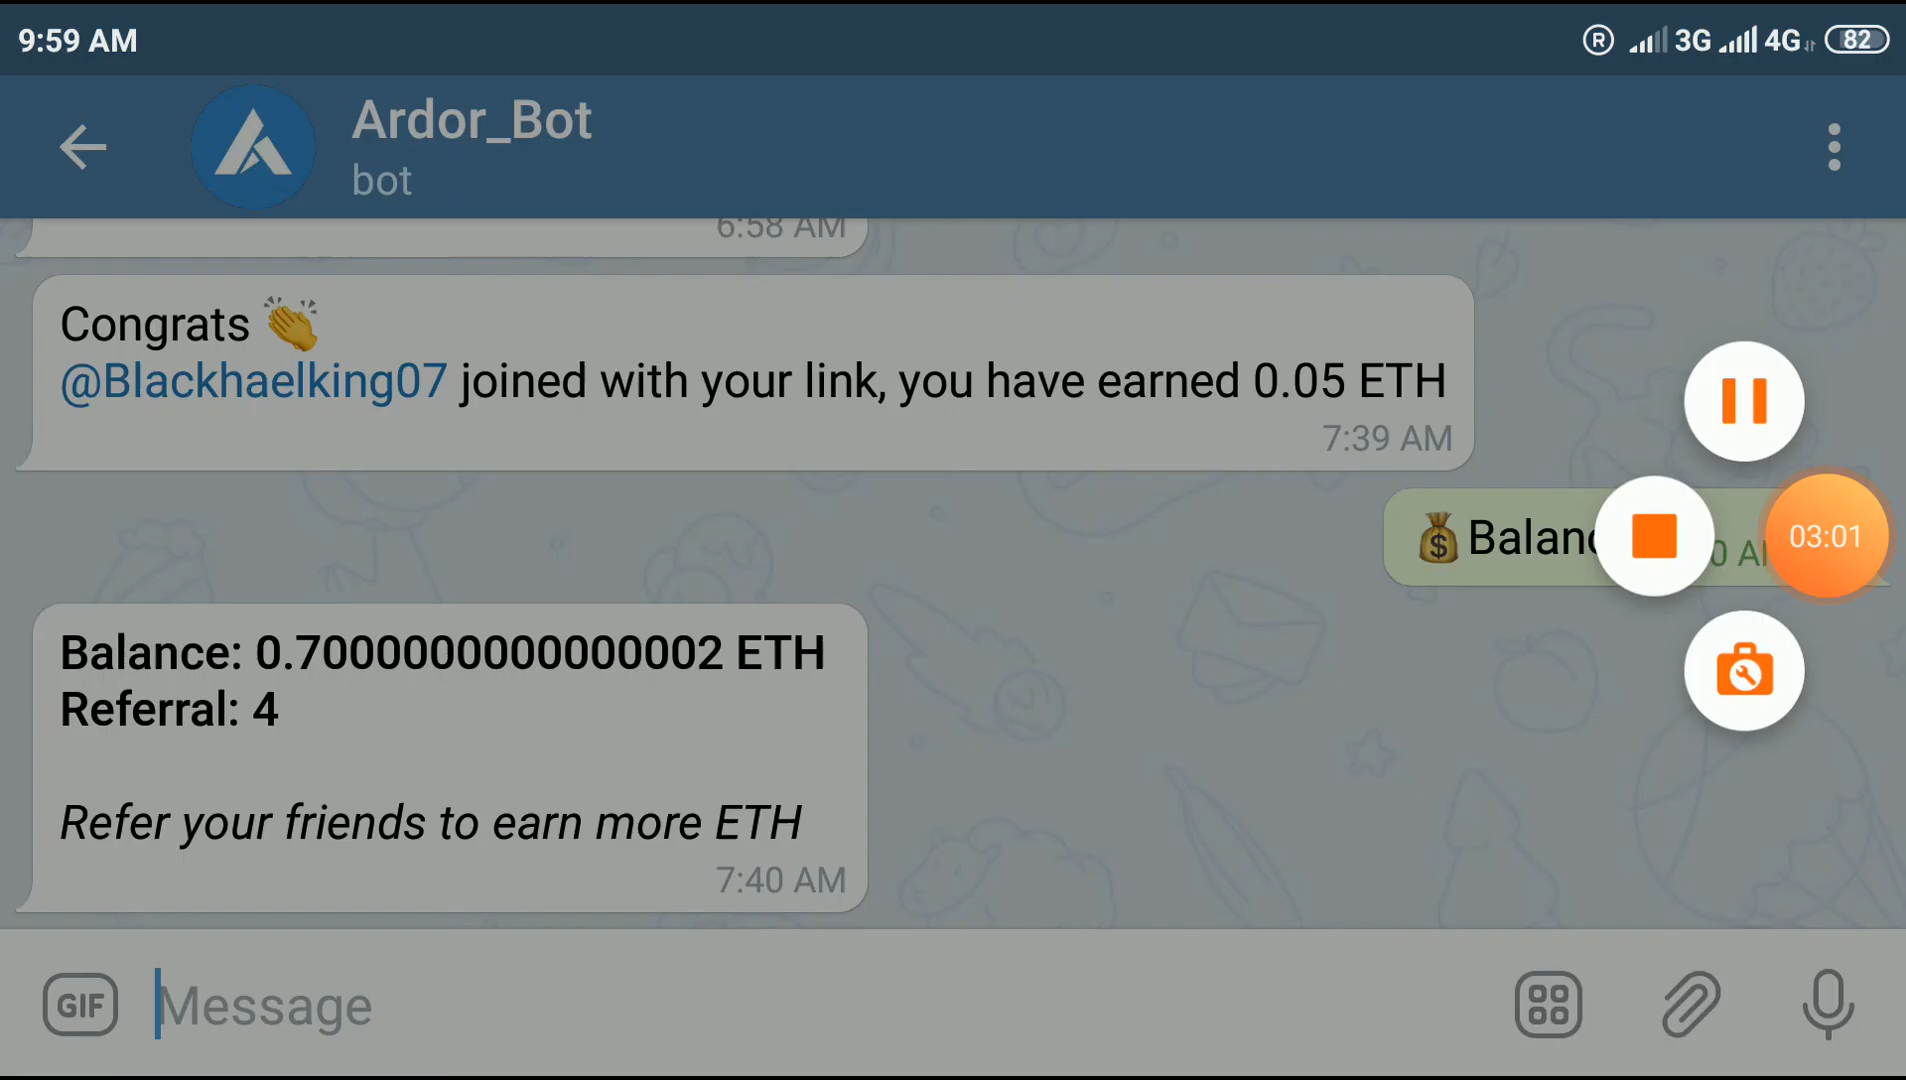 9:59 AM
R 3G 4G 82
Ardor_Bot
bot
6:58 AM
Congrats 👏
@Blackhaelking07 joined with your link, you have earned 0.05 ETH
7:39 AM
💰Balanc
0 A
03:01
Balance: 0.7000000000000002 ETH
Referral: 4
Refer your friends to earn more ETH
7:40 AM
GIF Message